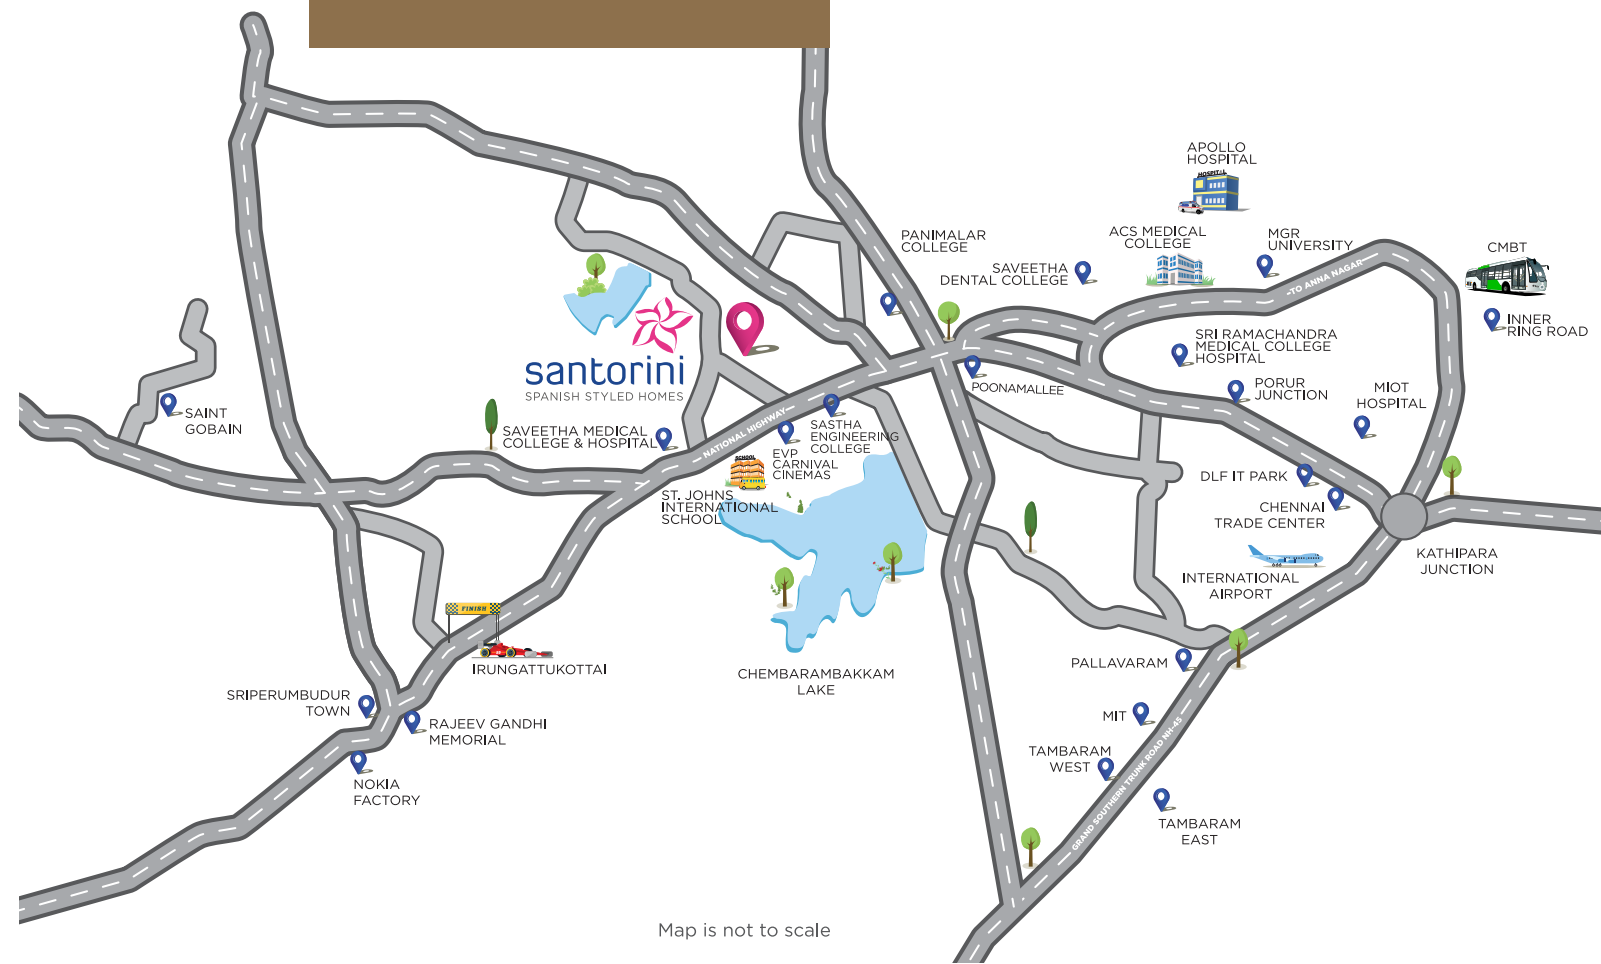 APOLLO
HOSPITAL
HOSPITAL
PANIMALAR
COLLEGE
ACS MEDICAL
COLLEGE
MGR
UNIVERSITY
CMBT
SAVEETHA
DENTAL COLLEGE
TO ANNA NAGAR
INNER
RING ROAD
SRI RAMACHANDRA
MEDICAL COLLEGE
HOSPITAL
santorini
SPANISH STYLED HOMES
POONAMALLEE
PORUR
JUNCTION
MIOT
HOSPITAL
SAINT
GOBAIN
SAVEETHA MEDICAL
COLLEGE & HOSPITAL
NATIONAL HIGHWAY
SASTHA
ENGINEERING
COLLEGE
EVP
CARNIVAL
CINEMAS
SCHOOL
ST. JOHNS
INTERNATIONAL
SCHOOL
DLF IT PARK
CHENNAI
TRADE CENTER
KATHIPARA
JUNCTION
INTERNATIONAL
AIRPORT
FINISH
IRUNGATTUKOTTAI
CHEMBARAMBAKKAM
LAKE
PALLAVARAM
SRIPERUMBUDUR
TOWN
RAJEEV GANDHI
MEMORIAL
MIT
GRAND SOUTHERN TRUNK ROAD NH-45
TAMBARAM
WEST
NOKIA
FACTORY
TAMBARAM
EAST
Map is not to scale